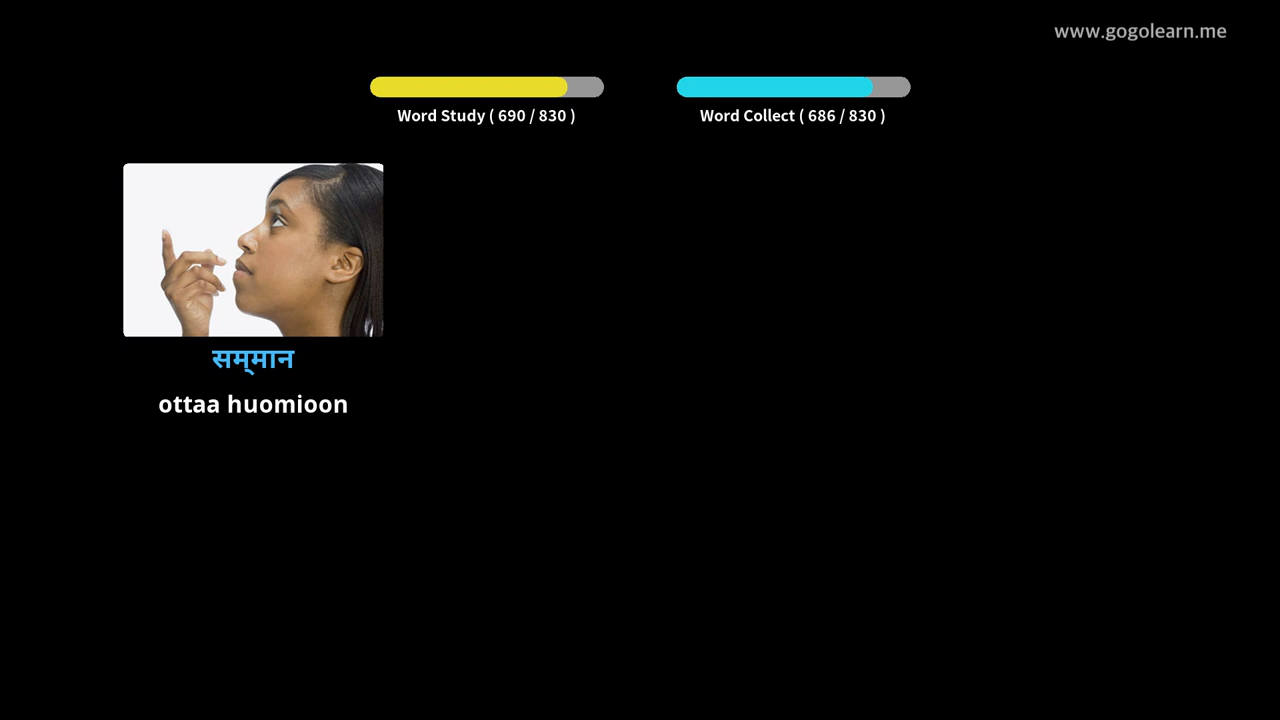 www.gogolearn.me
Word Study ( 690 / 830 )
Word Collect ( 686 / 830 )
सम्‌मान
ottaa huomioon